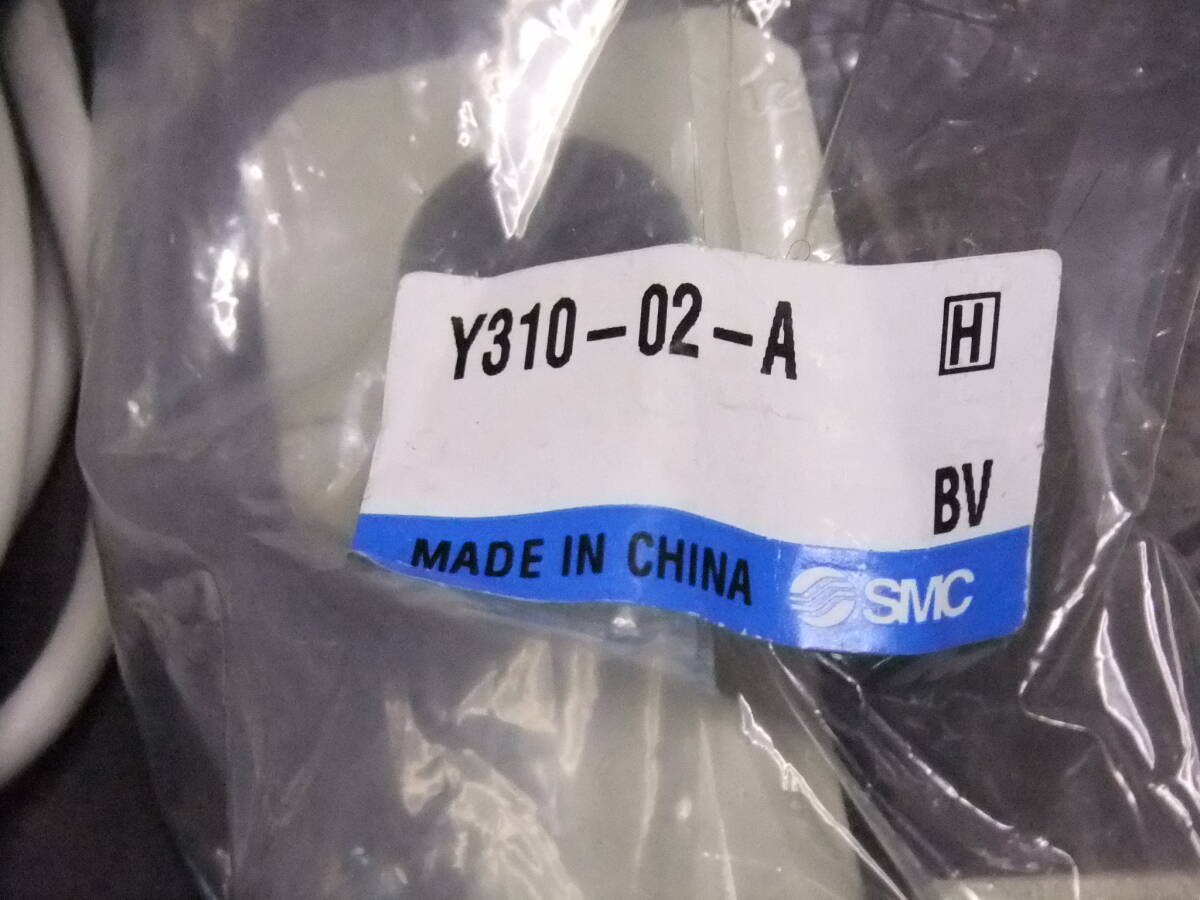 Y310-02-A
H
BV
MADE IN CHINA
SMC